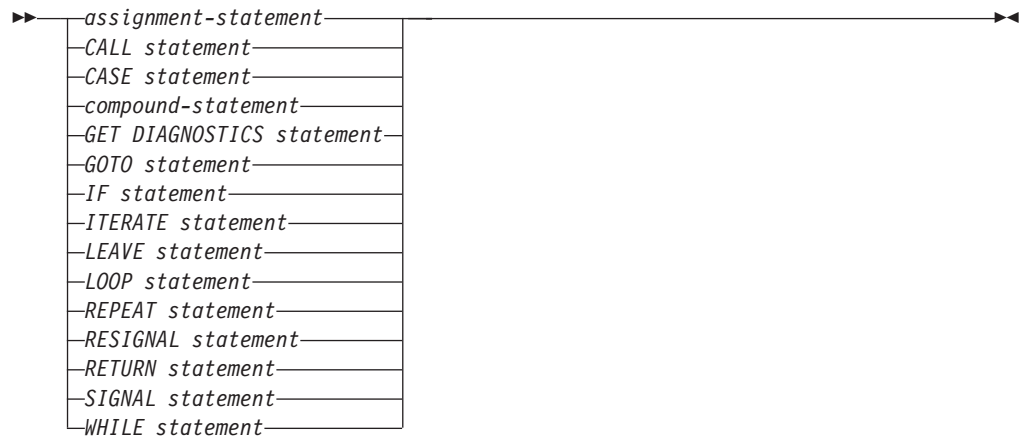 assignment-statement
CALL statement
CASE statement
compound-statement
GET DIAGNOSTICS statement
GOTO statement
IF statement
ITERATE statement
LEAVE statement
LOOP statement
REPEAT statement
RESIGNAL statement
RETURN statement
SIGNAL statement
WHILE statement